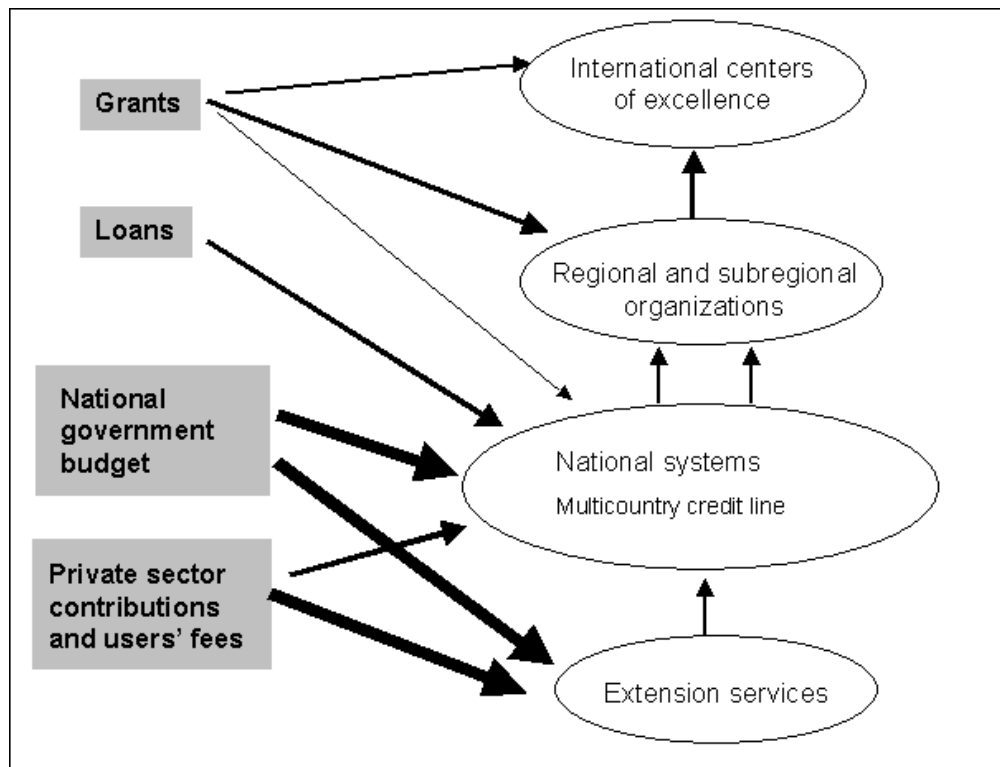 Grants
Loans
National
government
budget
Private sector
contributions
and users' fees
International centers
of excellence
Regional and subregional
organizations
National systems
Multicountry credit line
Extension services